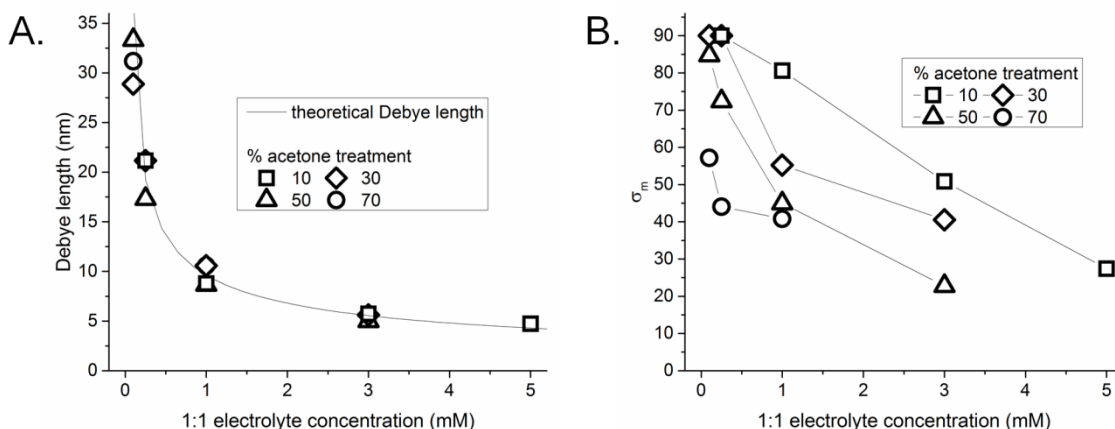 A.
Debye length (nm)
35
30
25
20
15
10
5
0
theoretical Debye length
% acetone treatment
10 30
50 70
0 1 2 3 4 5
1:1 electrolyte concentration (mM)
B.
σm
90
80
70
60
50
40
30
20
10
0
% acetone treatment
10 30
50 70
0 1 2 3 4 5
1:1 electrolyte concentration (mM)